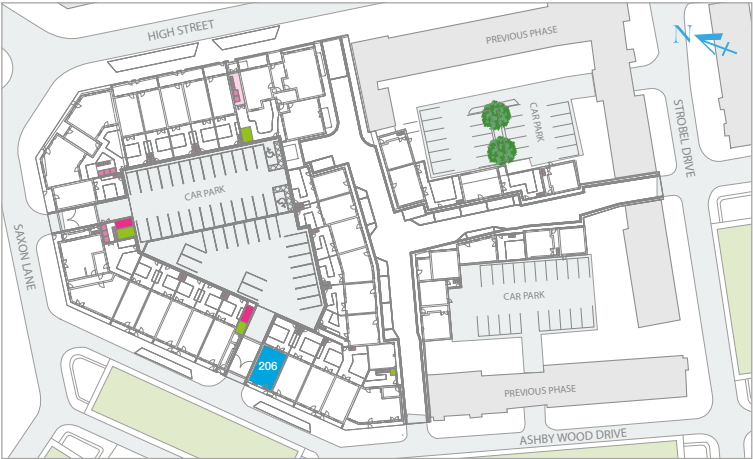 HIGH STREET
PREVIOUS PHASE
N
CAR PARK
STROBEL DRIVE
CAR PARK
SAXON LANE
CAR PARK
206
PREVIOUS PHASE
ASHBY WOOD DRIVE